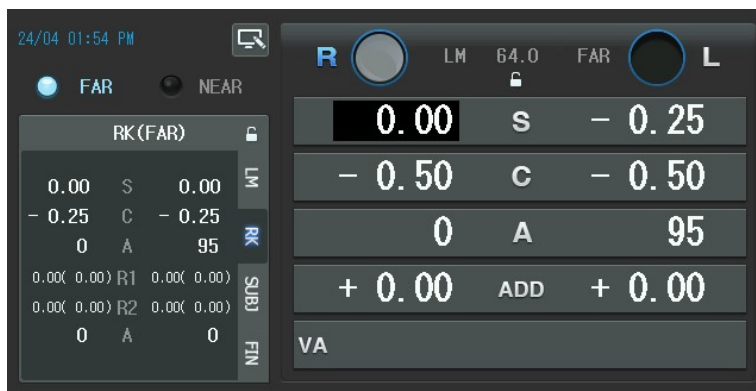 24/04 01:54 PM
FAR NEAR
RK(FAR)
LM
RK
SUBJ
FIN
0.00 S 0.00
- 0.25 C - 0.25
0 A 95
0.00( 0.00) R1 0.00( 0.00)
0.00( 0.00) R2 0.00( 0.00)
0 A 0
R LM 64.0 FAR L
0.00 S - 0.25
- 0.50 C - 0.50
0 A 95
+ 0.00 ADD + 0.00
VA